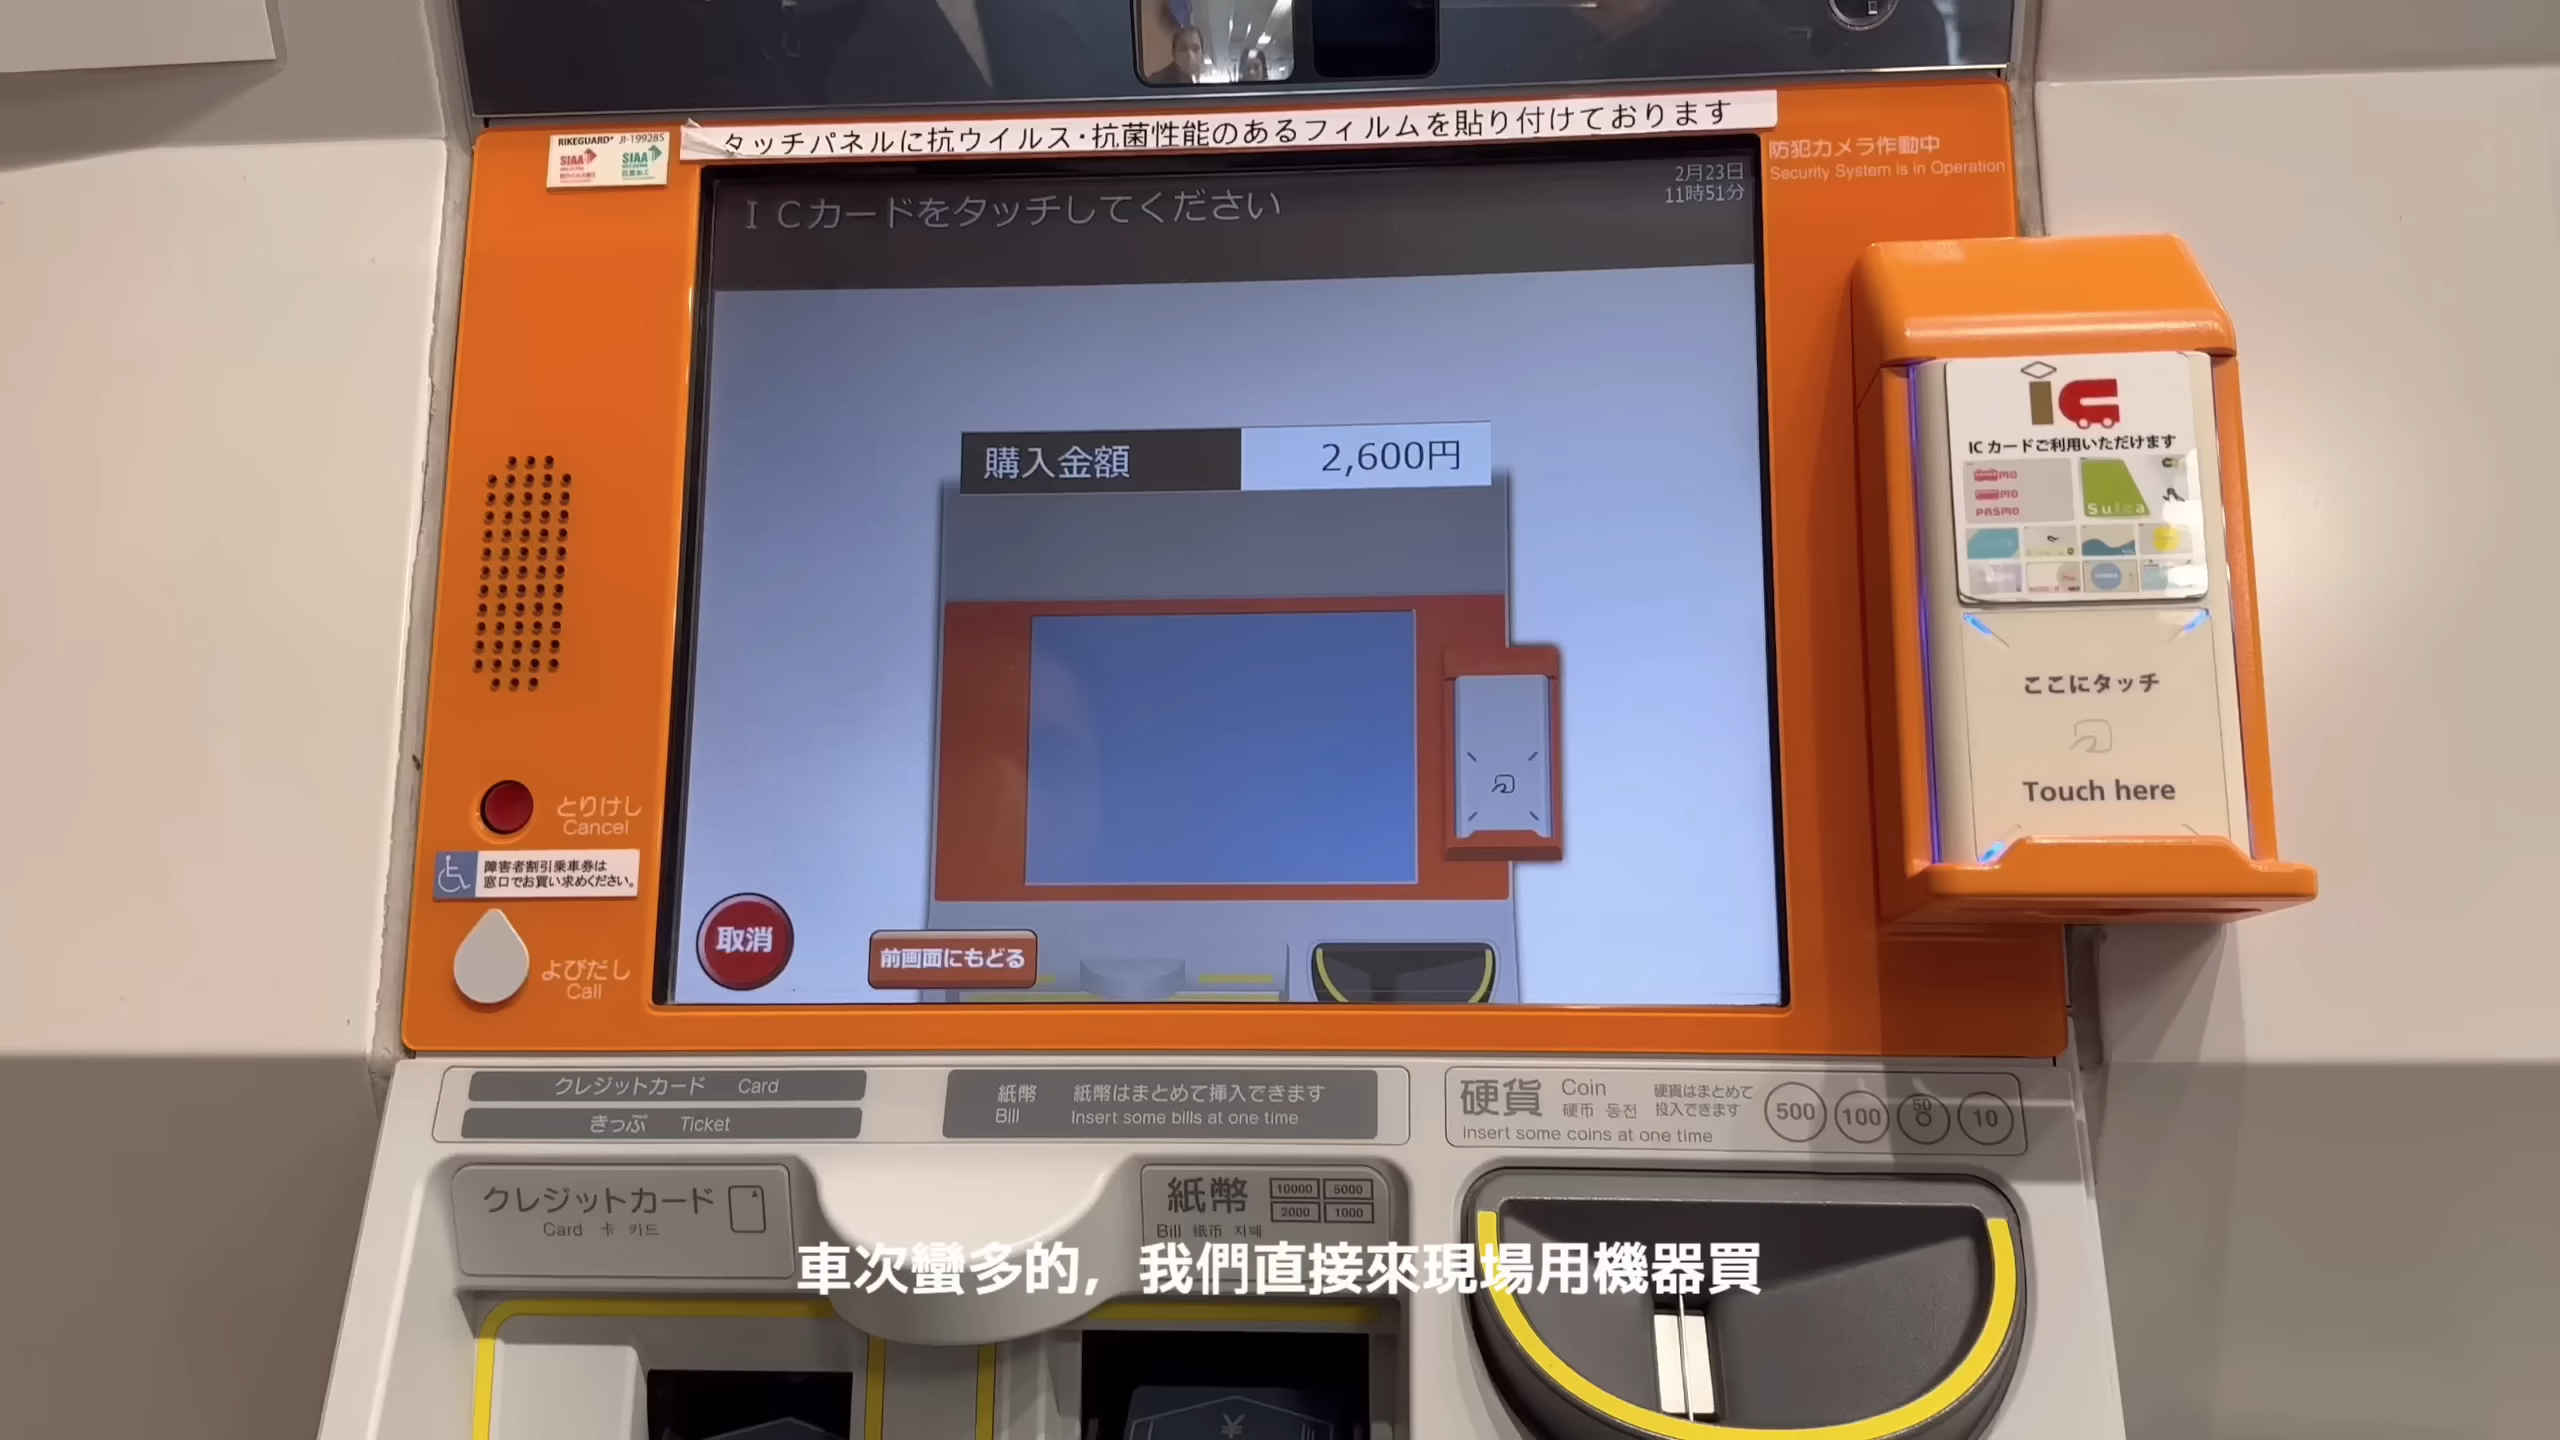 タッチパネルに抗ウイルス・抗菌性能のあるフィルムを貼り付けております
RIKEGUARD® JI-199285
SIAA
SIAA
防犯カメラ作動中
Security System is in Operation
2月23日
11時51分
ICカードをタッチしてください
購入金額 2,600円
iC
ICカードご利用いただけます
PASMO
Suica
ここにタッチ
Touch here
とりけし
Cancel
障害者割引乗車券は
窓口でお買い求めください。
よびだし
Call
取消
前画面にもどる
クレジットカード Card
きっぷ Ticket
紙幣 紙幣はまとめて挿入できます
Bill Insert some bills at one time
硬貨 Coin 硬貨はまとめて
硬币 동전 投入できます
Insert some coins at one time
500 100 50 10
クレジットカード
Card 卡 카드
紙幣 10000 5000
2000 1000
Bill 紙币 지폐
車次蠻多的，我們直接來現場用機器買